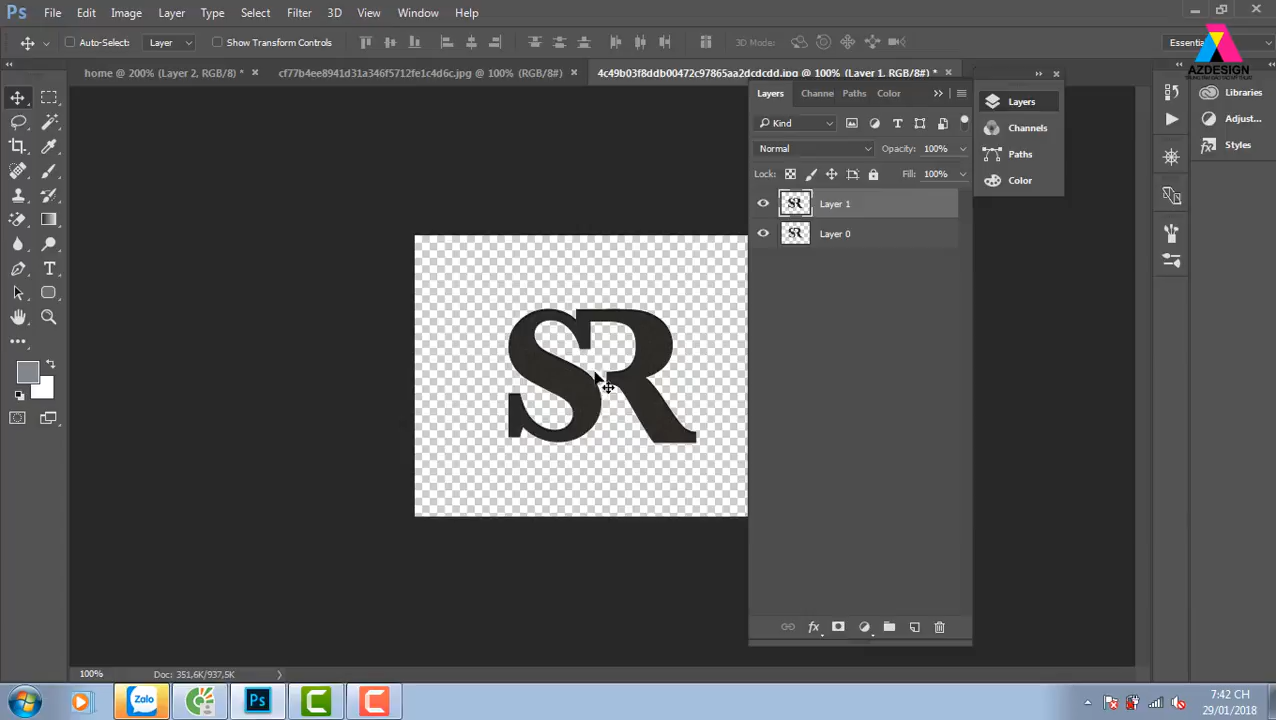 Ps File Edit Image Layer Type Select Filter 3D View Window Help
Auto-Select: Layer Show Transform Controls 3D Mode: Essentia
AZDESIGN
home @ 200% (Layer 2, RGB/8) * cf77b4ee8941d31a346f5712fe1c4d6c.jpg @ RGB/8#) 4c49b03f8ddb00472c97865aa2dcdcdd.jpg @ 100% (Layer 1, RGB/8#) *
Layers Channe Paths Color
Kind
Normal Opacity: 100%
Lock: Fill: 100%
Layer 1
Layer 0
Layers
Channels
Paths
Color
Libraries
Adjust...
Styles
SR
100% Doc: 351,6K/937,5K
Zalo Ps
7:42 CH
29/01/2018